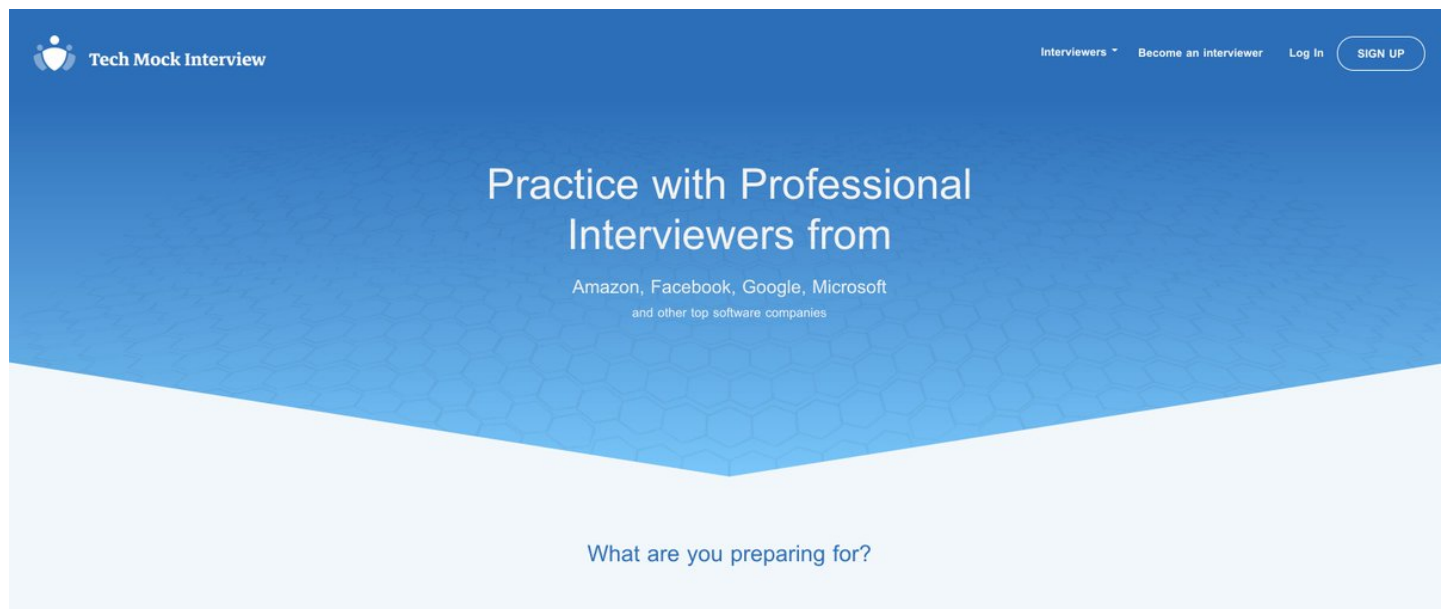 Tech Mock Interview
Interviewers
Become an interviewer
Log In
SIGN UP
Practice with Professional
Interviewers from
Amazon, Facebook, Google, Microsoft
and other top software companies
What are you preparing for?